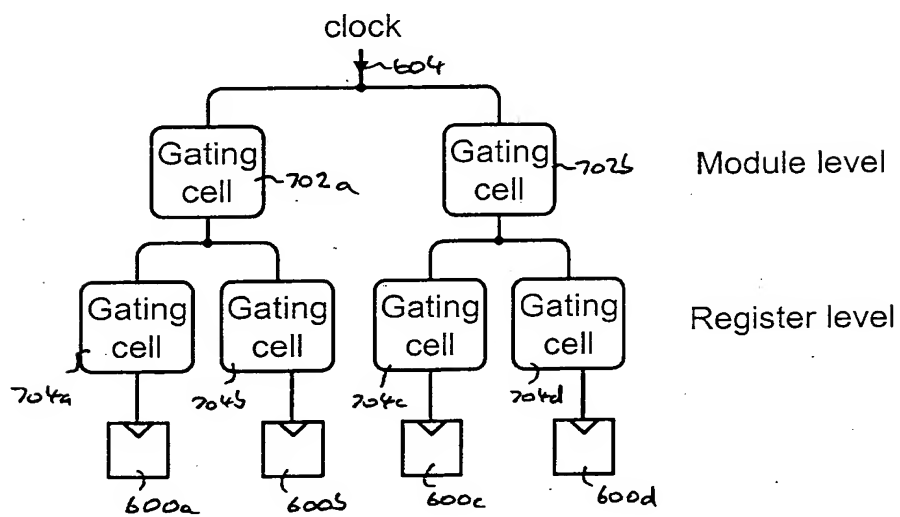 clock
604
Gating
cell
702a
Gating
cell
702b
Module level
Gating
cell
704a
Gating
cell
704b
Gating
cell
704c
Gating
cell
704d
Register level
600a
600b
600c
600d